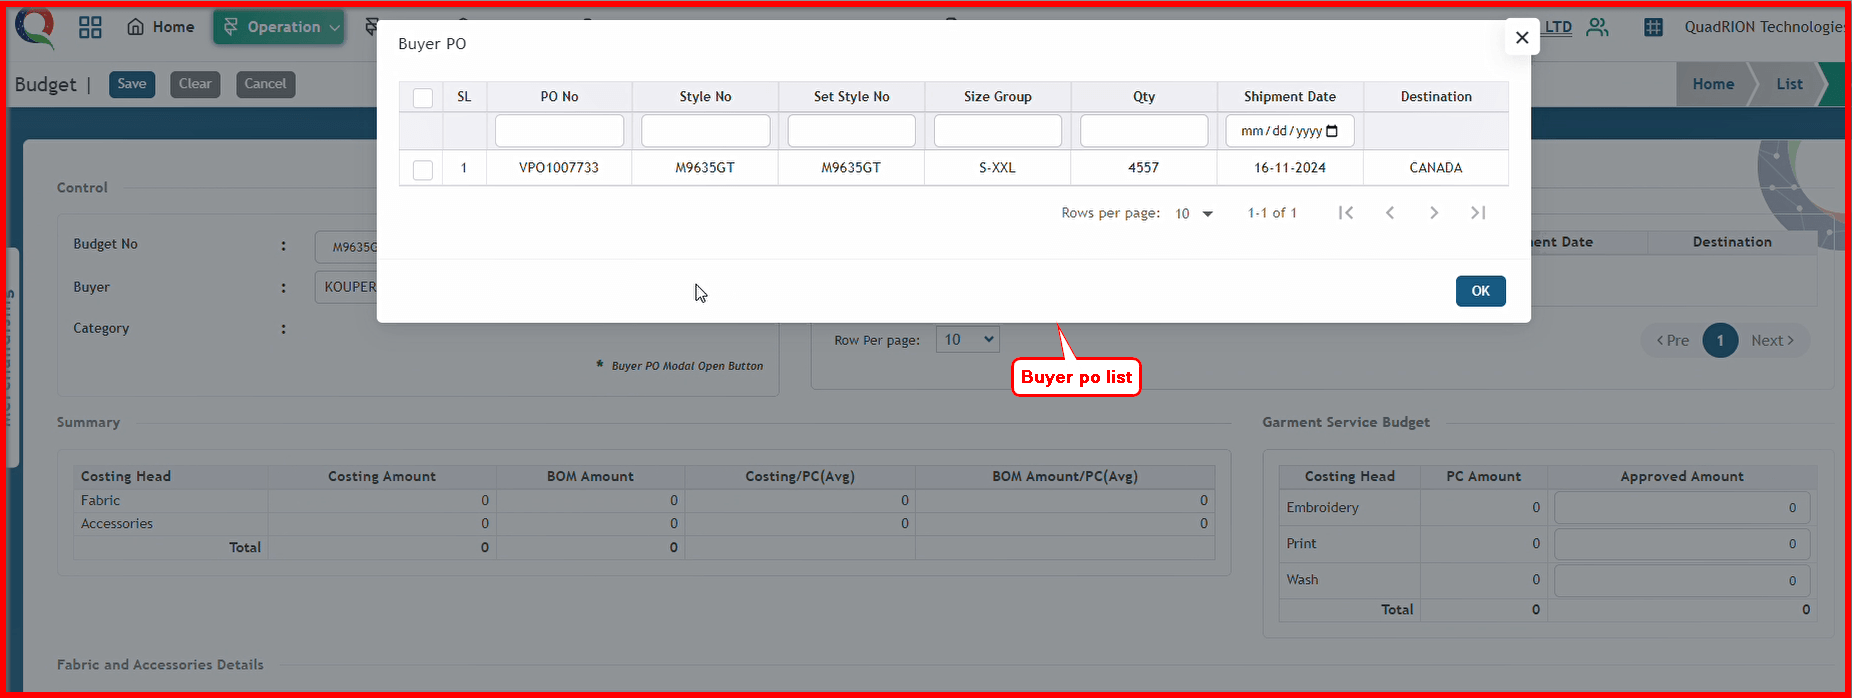 Home
Operation
LTD
QuadRION Technologies
Budget |
Save
Clear
Cancel
Home
List
Buyer PO
SL
PO No
Style No
Set Style No
Size Group
Qty
Shipment Date
Destination
mm/dd/yyyy
1
VPO1007733
M9635GT
M9635GT
S-XXL
4557
16-11-2024
CANADA
Rows per page: 10
1-1 of 1
OK
Control
Budget No : M9635G
Buyer : KOUPER
Category :
* Buyer PO Modal Open Button
ent Date
Destination
Row Per page: 10
< Pre
1
Next >
Buyer po list
Summary
Costing Head
Costing Amount
BOM Amount
Costing/PC(Avg)
BOM Amount/PC(Avg)
Fabric 0 0 0 0
Accessories 0 0 0 0
Total 0 0
Garment Service Budget
Costing Head
PC Amount
Approved Amount
Embroidery 0 0
Print 0 0
Wash 0 0
Total 0 0
Fabric and Accessories Details